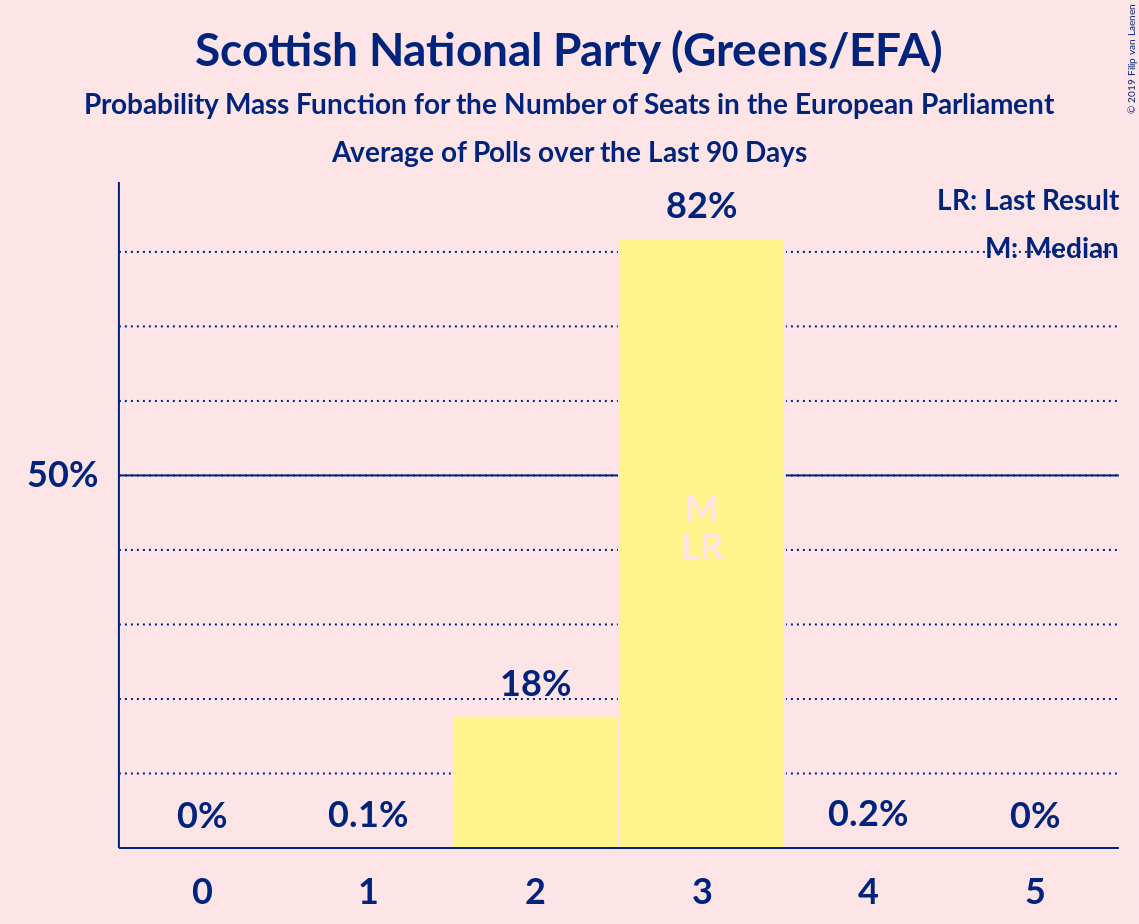 Scottish National Party (Greens/EFA)
Probability Mass Function for the Number of Seats in the European Parliament
Average of Polls over the Last 90 Days
© 2019 Filip van Laenen
LR: Last Result
M: Median
82%
50%
M
LR
18%
0%
0.1%
0.2%
0%
0
1
2
3
4
5